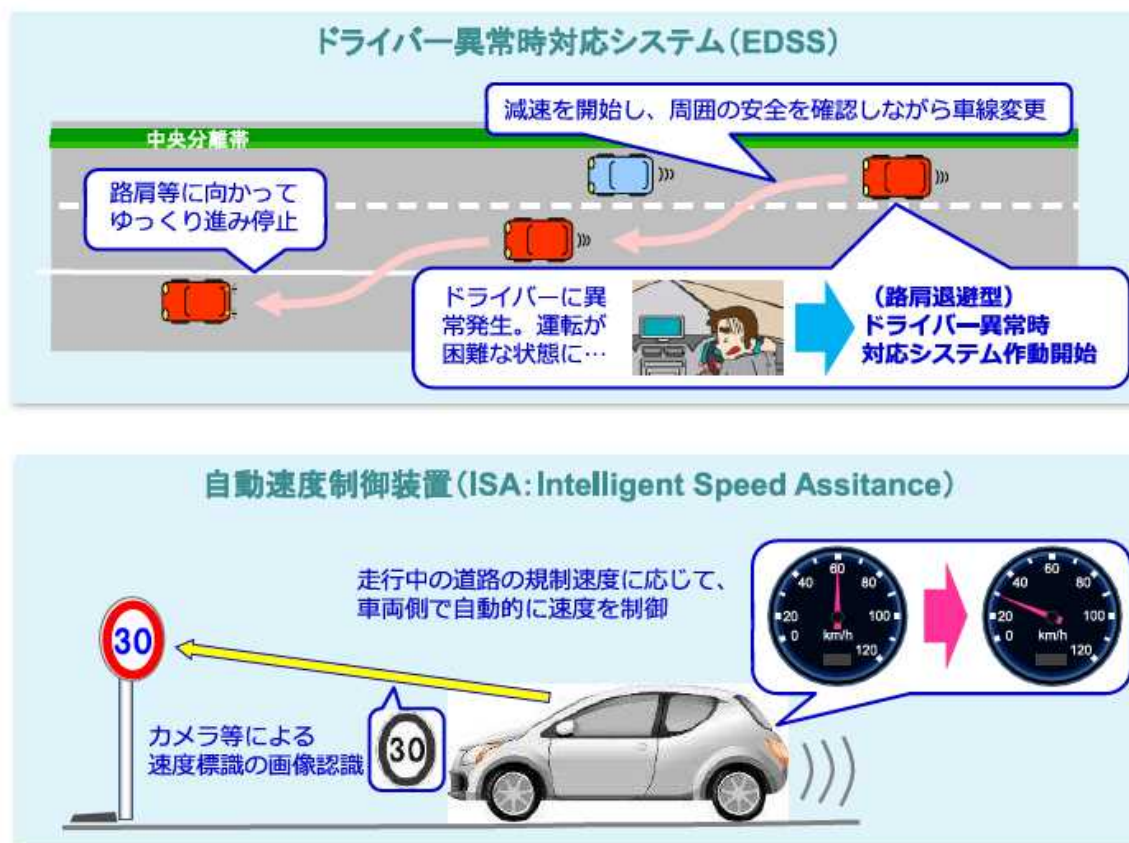 ドライバー異常時対応システム(EDSS)
減速を開始し、周囲の安全を確認しながら車線変更
中央分離帯
路肩等に向かって
ゆっくり進み停止
ドライバーに異
常発生。運転が
困難な状態に…
(路肩退避型)
ドライバー異常時
対応システム作動開始
自動速度制御装置(ISA:Intelligent Speed Assitance)
走行中の道路の規制速度に応じて、
車両側で自動的に速度を制御
0 20 40 60 80 100 120
km/h
0 20 40 60 80 100 120
km/h
30
カメラ等による
速度標識の画像認識
30